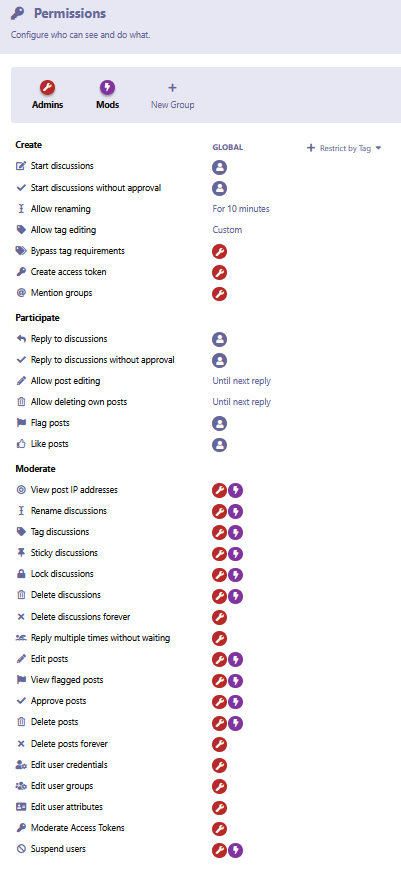 Permissions
Configure who can see and do what.
Admins Mods New Group
Create GLOBAL Restrict by Tag
Start discussions
Start discussions without approval
Allow renaming For 10 minutes
Allow tag editing Custom
Bypass tag requirements
Create access token
Mention groups
Participate
Reply to discussions
Reply to discussions without approval
Allow post editing Until next reply
Allow deleting own posts Until next reply
Flag posts
Like posts
Moderate
View post IP addresses
Rename discussions
Tag discussions
Sticky discussions
Lock discussions
Delete discussions
Delete discussions forever
Reply multiple times without waiting
Edit posts
View flagged posts
Approve posts
Delete posts
Delete posts forever
Edit user credentials
Edit user groups
Edit user attributes
Moderate Access Tokens
Suspend users